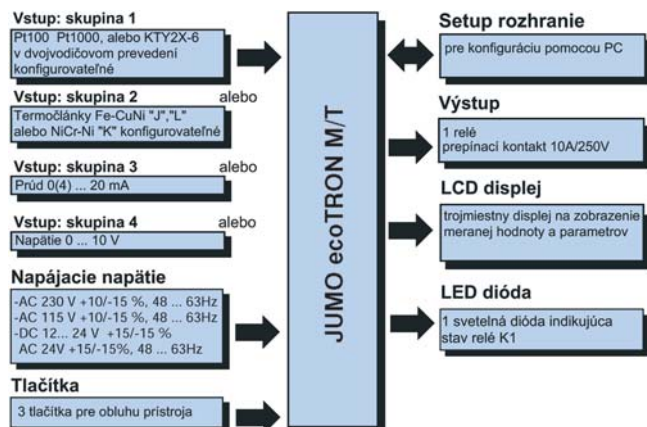 Vstup: skupina 1
Pt100 Pt1000, alebo KTY2X-6
v dvojvodičovom prevedení
konfigurovateľné
Vstup: skupina 2 alebo
Termočlánky Fe-CuNi "J","L"
alebo NiCr-Ni "K" konfigurovateľné
Vstup: skupina 3 alebo
Prúd 0(4) ... 20 mA
Vstup: skupina 4 alebo
Napätie 0 ... 10 V
Napájacie napätie
-AC 230 V +10/-15 %, 48 ... 63Hz
-AC 115 V +10/-15 %, 48 ... 63Hz
-DC 12... 24 V +15/-15 %
AC 24V +15/-15%, 48 ... 63Hz
Tlačítka
3 tlačítka pre obluhu prístroja
JUMO ecoTRON M/T
Setup rozhranie
pre konfiguráciu pomocou PC
Výstup
1 relé
prepínací kontakt 10A/250V
LCD displej
trojmiestny displej na zobrazenie
meranej hodnoty a parametrov
LED dióda
1 svetelná dióda indikujúca
stav relé K1